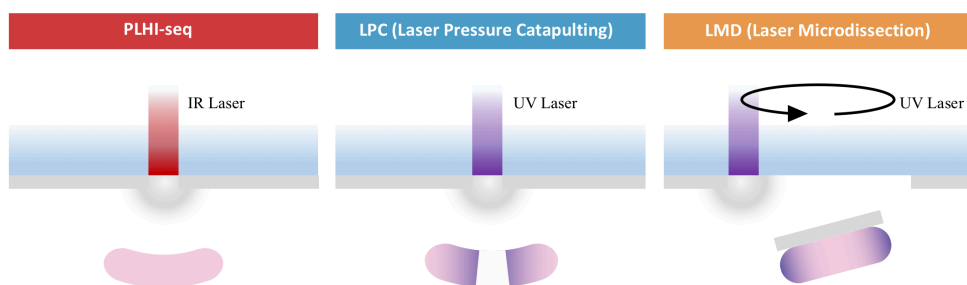 PLHI-seq
LPC (Laser Pressure Catapulting)
LMD (Laser Microdissection)
IR Laser
UV Laser
UV Laser